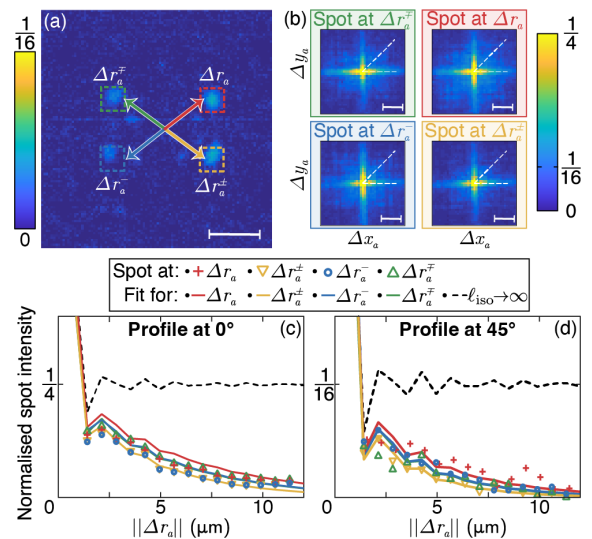 (a)
1
16
0
Δr_a^∓
Δr_a
Δr_a^-
Δr_a^±
(b)
Spot at Δr_a^∓
Spot at Δr_a
Spot at Δr_a^-
Spot at Δr_a^±
Δy_a
Δy_a
Δx_a
Δx_a
1
4
1
16
0
Spot at: • + Δr_a • ▽ Δr_a^± • o Δr_a^- • △ Δr_a^∓
Fit for: • Δr_a • Δr_a^± • Δr_a^- • Δr_a^∓ • ---ℓ_iso→∞
Normalised spot intensity
Profile at 0° (c)
1
4
0
0 5 10
||Δr_a|| (μm)
Profile at 45° (d)
1
16
0
0 5 10
||Δr_a|| (μm)